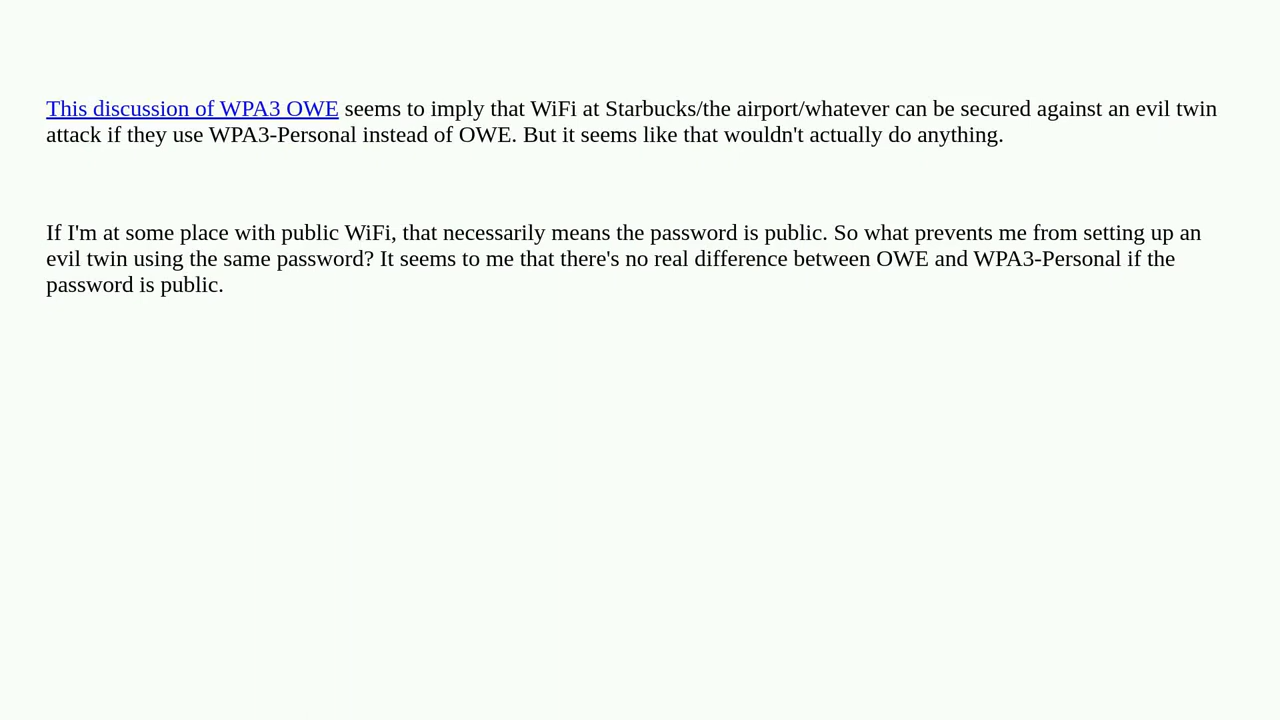 This discussion of WPA3 OWE seems to imply that WiFi at Starbucks/the airport/whatever can be secured against an evil twin
attack if they use WPA3-Personal instead of OWE. But it seems like that wouldn't actually do anything.
If I'm at some place with public WiFi, that necessarily means the password is public. So what prevents me from setting up an
evil twin using the same password? It seems to me that there's no real difference between OWE and WPA3-Personal if the
password is public.